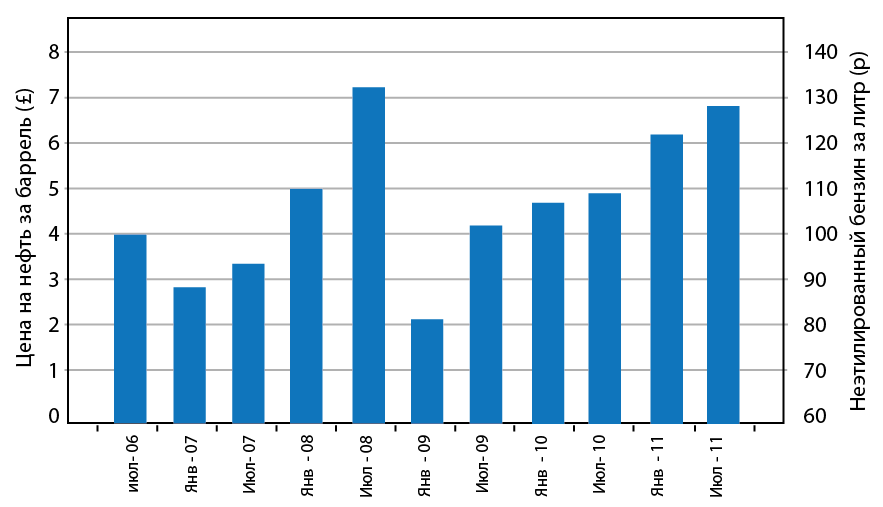 Цена на нефть за баррель (£)
8
7
6
5
4
3
2
1
0
140
130
120
110
100
90
80
70
60
Неэтилированный бензин за литр (р)
июл- 06
Янв - 07
Июл- 07
Янв - 08
Июл - 08
Янв - 09
Июл- 09
Янв - 10
Июл- 10
Янв - 11
Июл - 11